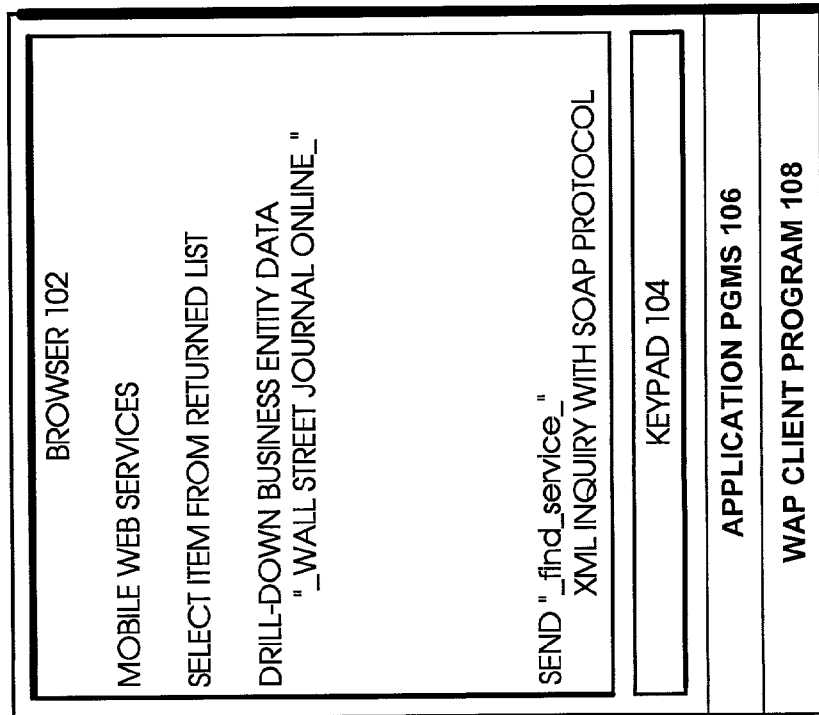 BROWSER 102
MOBILE WEB SERVICES
SELECT ITEM FROM RETURNED LIST
DRILL-DOWN BUSINESS ENTITY DATA
"_WALL STREET JOURNAL ONLINE_"
SEND "_find_service_"
XML INQUIRY WITH SOAP PROTOCOL
KEYPAD 104
APPLICATION PGMS 106
WAP CLIENT PROGRAM 108